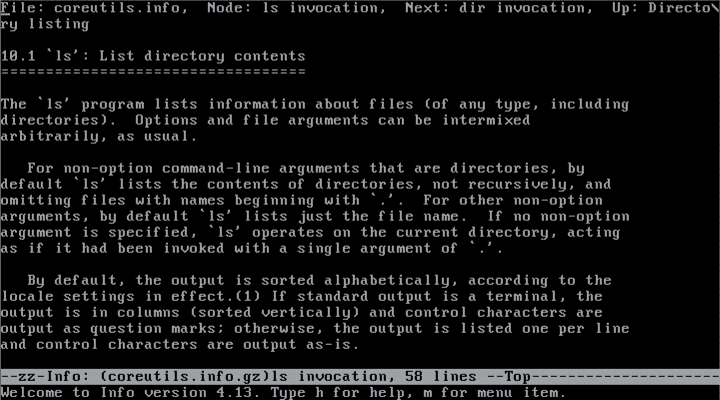 File: coreutils.info,  Node: ls invocation,  Next: dir invocation,  Up: Directo\
ry listing
10.1 `ls': List directory contents
==================================
The `ls' program lists information about files (of any type, including
directories).  Options and file arguments can be intermixed
arbitrarily, as usual.
   For non-option command-line arguments that are directories, by
default `ls' lists the contents of directories, not recursively, and
omitting files with names beginning with `.'.  For other non-option
arguments, by default `ls' lists just the file name.  If no non-option
argument is specified, `ls' operates on the current directory, acting
as if it had been invoked with a single argument of `.'.
   By default, the output is sorted alphabetically, according to the
locale settings in effect.(1) If standard output is a terminal, the
output is in columns (sorted vertically) and control characters are
output as question marks; otherwise, the output is listed one per line
and control characters are output as-is.
--zz-Info: (coreutils.info.gz)ls invocation, 58 lines --Top---------------------
Welcome to Info version 4.13. Type h for help, m for menu item.